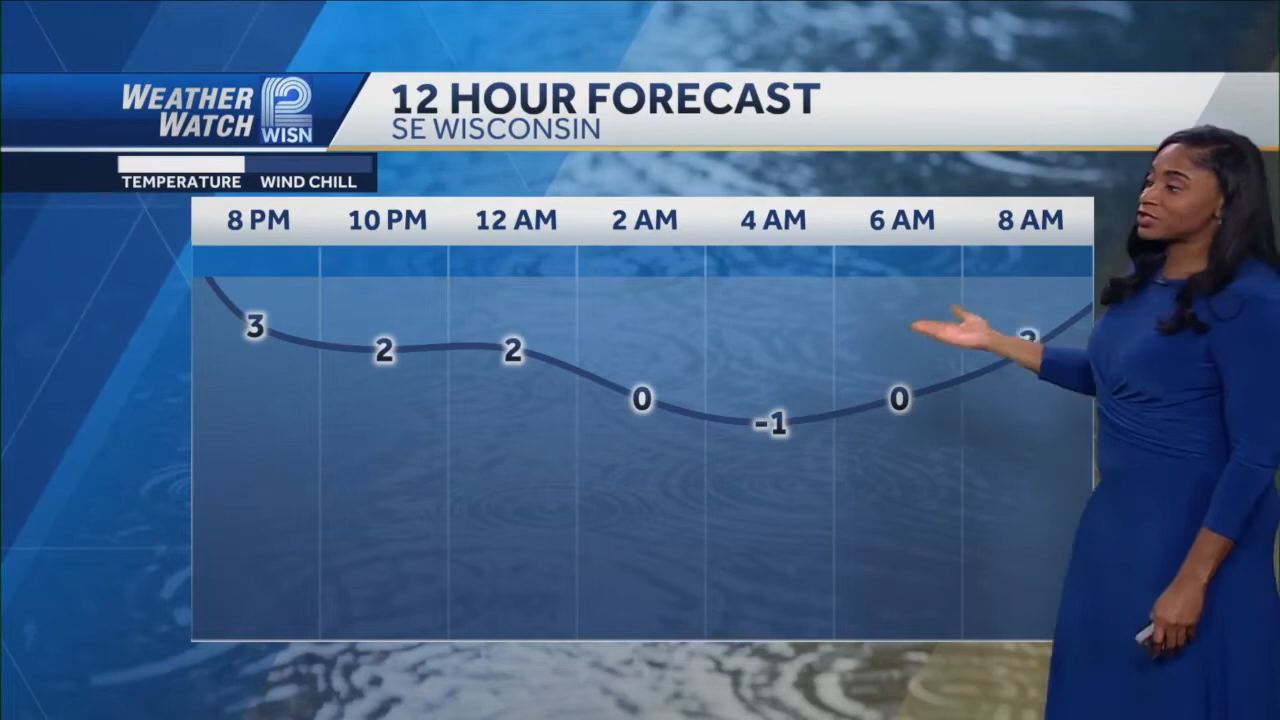 WEATHER
WATCH
12
WISN
12 HOUR FORECAST
SE WISCONSIN
TEMPERATURE WIND CHILL
8 PM 10 PM 12 AM 2 AM 4 AM 6 AM 8 AM
3 2 2 0 -1 0